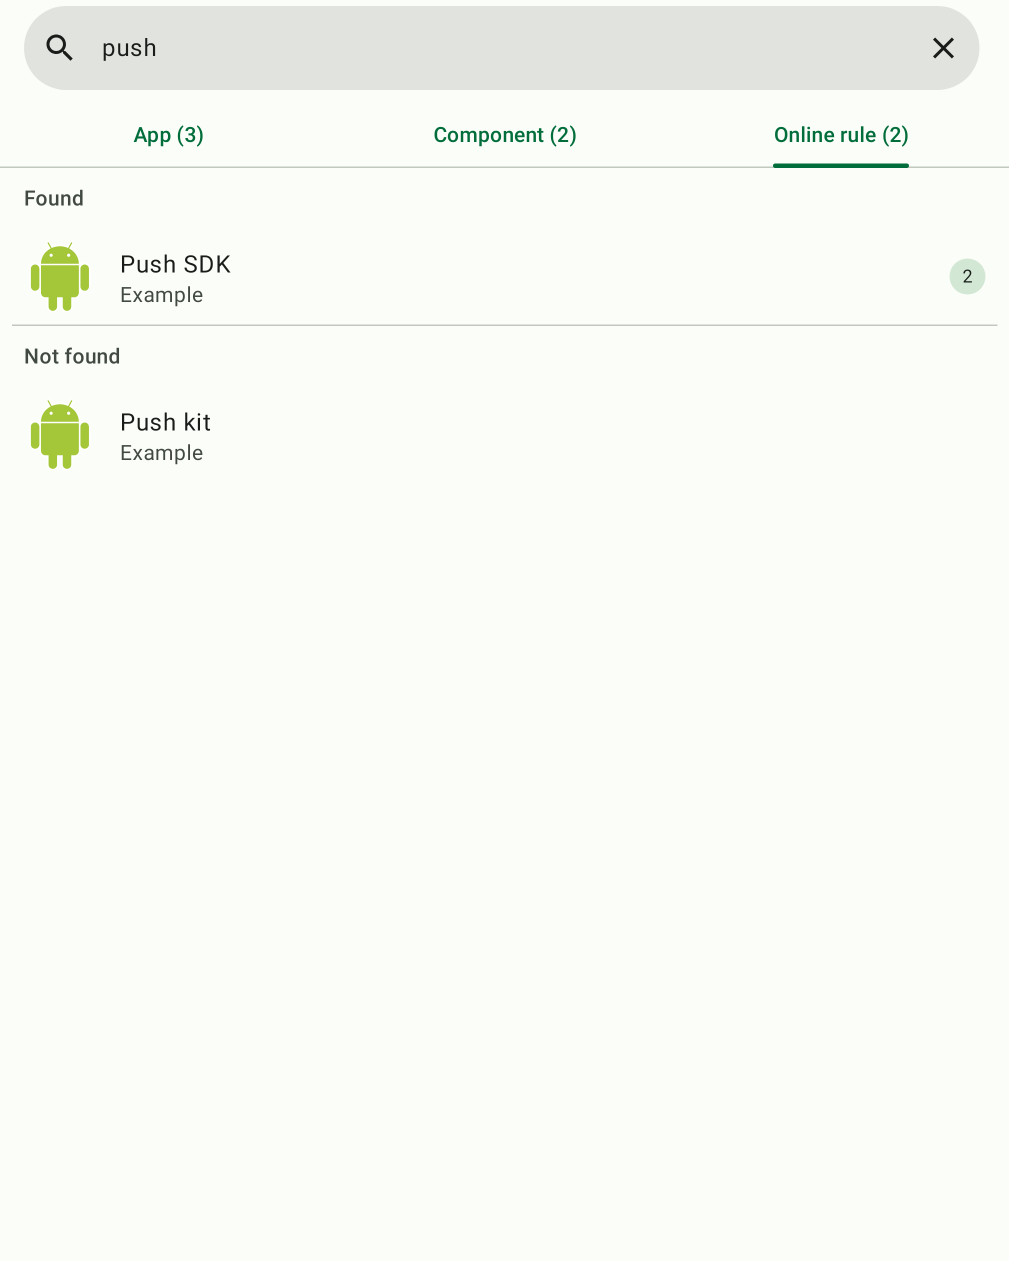 push
App (3)
Component (2)
Online rule (2)
Found
Push SDK
Example
2
Not found
Push kit
Example